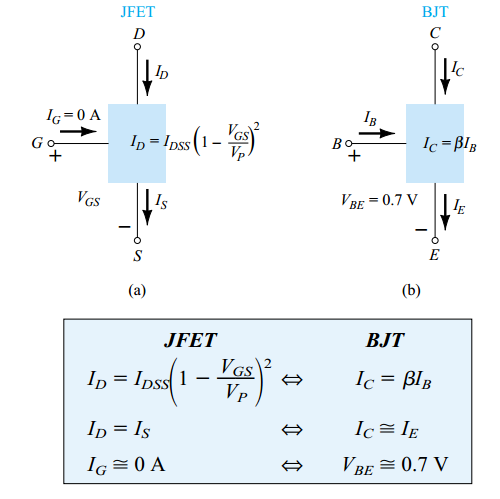 JFET BJT
D C
I_D I_C
I_G = 0 A I_B
G I_D = I_DSS(1 - V_GS/V_P)² B I_C = βI_B
+ +
V_GS I_S V_BE = 0.7 V I_E
– –
S E
(a) (b)
JFET BJT
I_D = I_DSS(1 - V_GS/V_P)² ⇔ I_C = βI_B
I_D = I_S ⇔ I_C ≅ I_E
I_G ≅ 0 A ⇔ V_BE ≅ 0.7 V